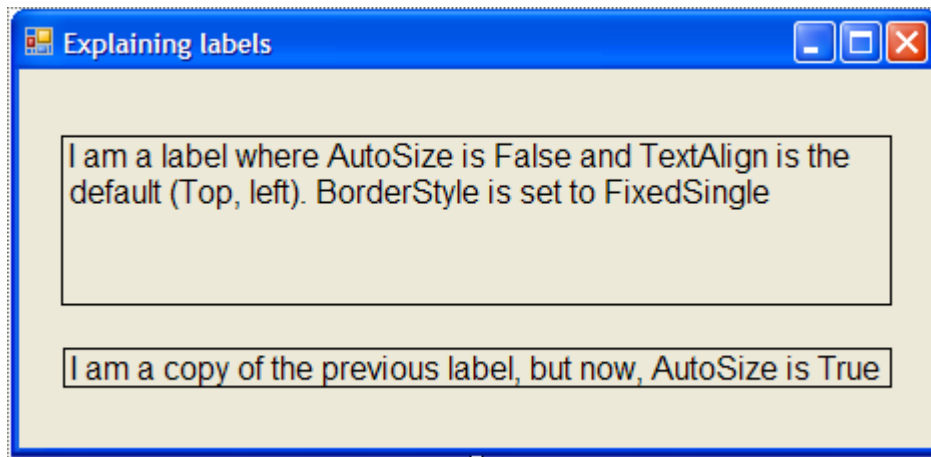 Explaining labels
I am a label where AutoSize is False and TextAlign is the
default (Top, left). BorderStyle is set to FixedSingle
I am a copy of the previous label, but now, AutoSize is True